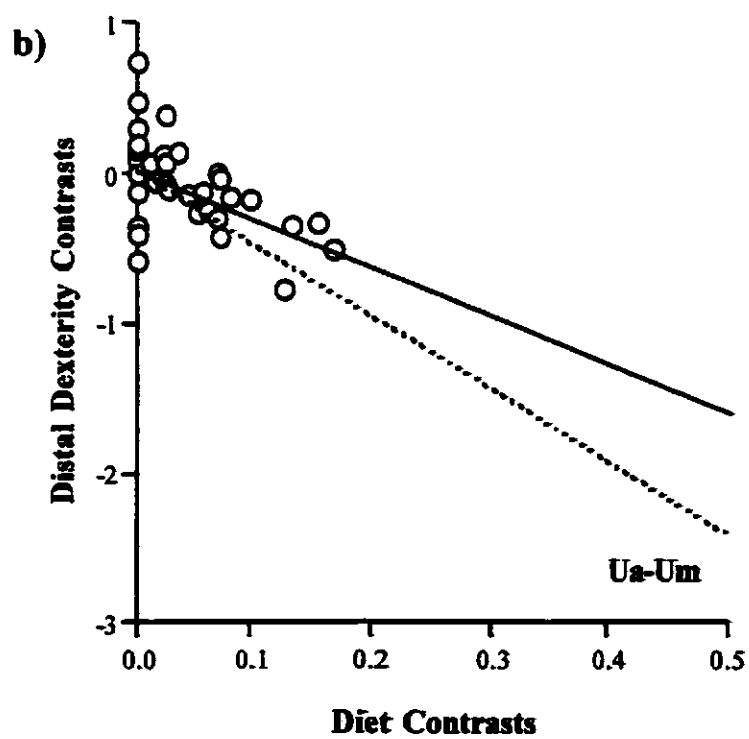 b)
Distal Dexterity Contrasts
1
0
-1
-2
-3
0.0 0.1 0.2 0.3 0.4 0.5
Ua-Um
Diet Contrasts